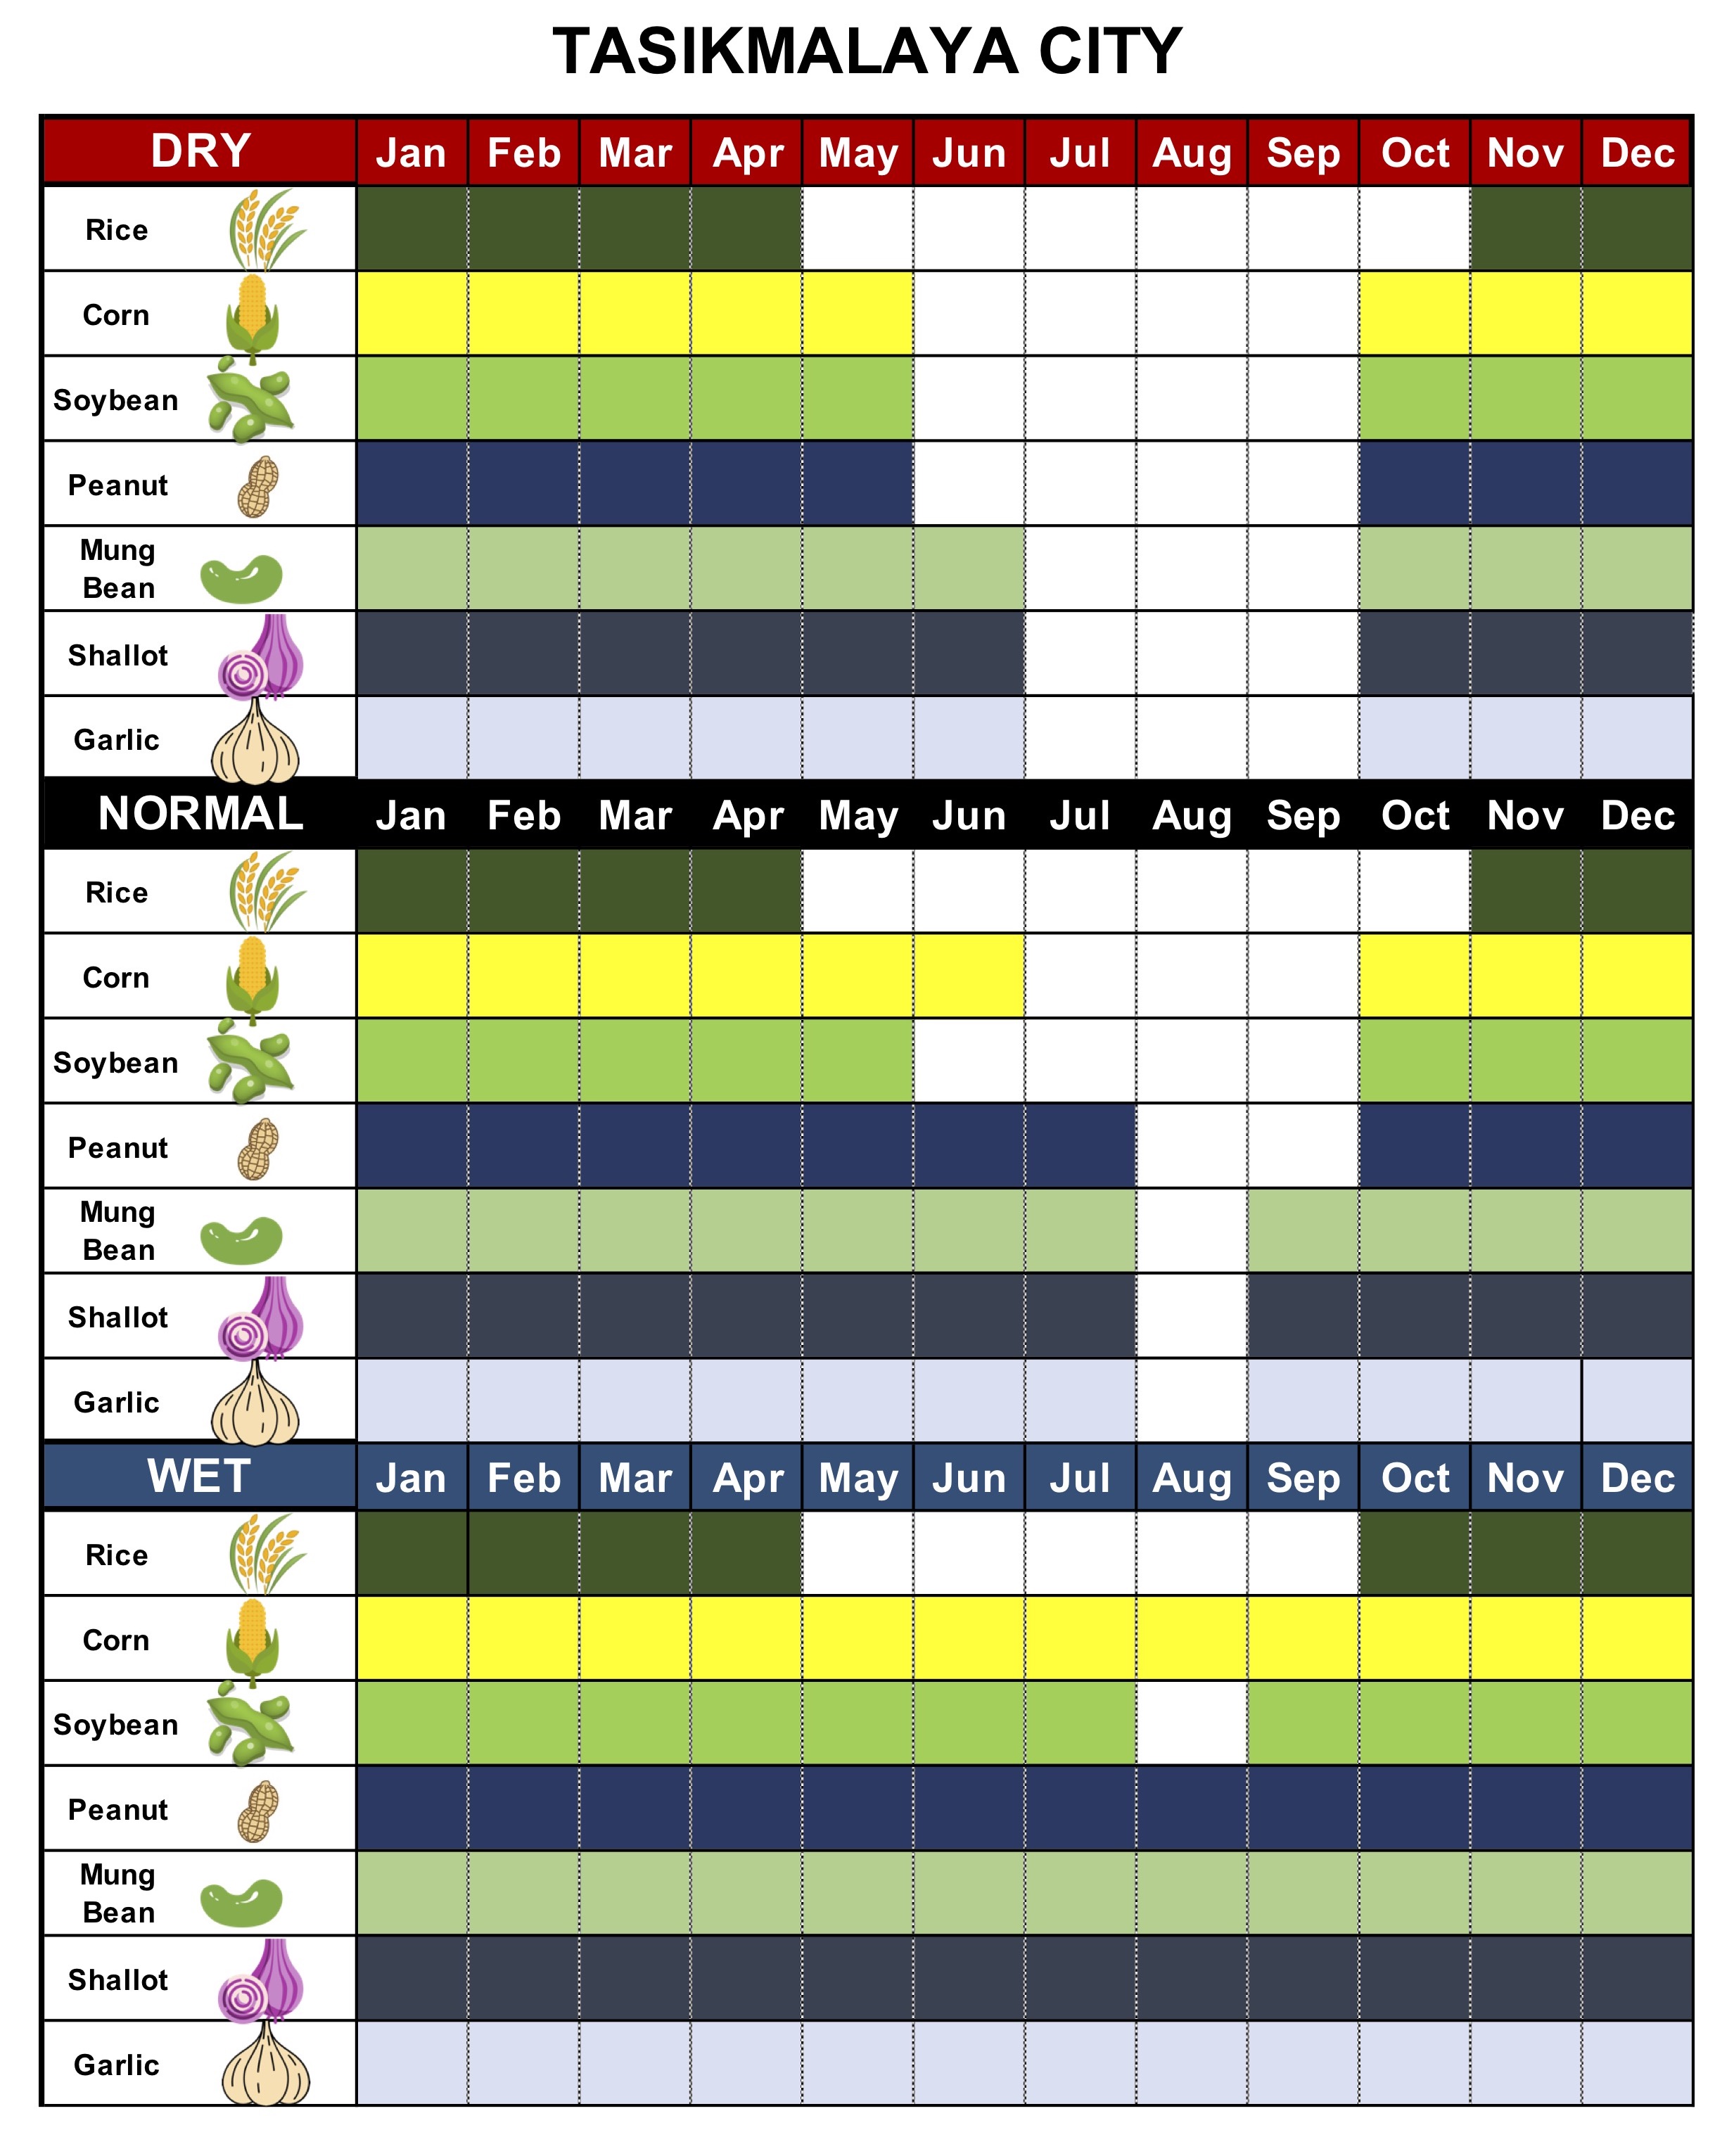 TASIKMALAYA CITY
DRY Jan Feb Mar Apr May Jun Jul Aug Sep Oct Nov Dec
Rice
Corn
Soybean
Peanut
Mung
Bean
Shallot
Garlic
NORMAL Jan Feb Mar Apr May Jun Jul Aug Sep Oct Nov Dec
Rice
Corn
Soybean
Peanut
Mung
Bean
Shallot
Garlic
WET Jan Feb Mar Apr May Jun Jul Aug Sep Oct Nov Dec
Rice
Corn
Soybean
Peanut
Mung
Bean
Shallot
Garlic